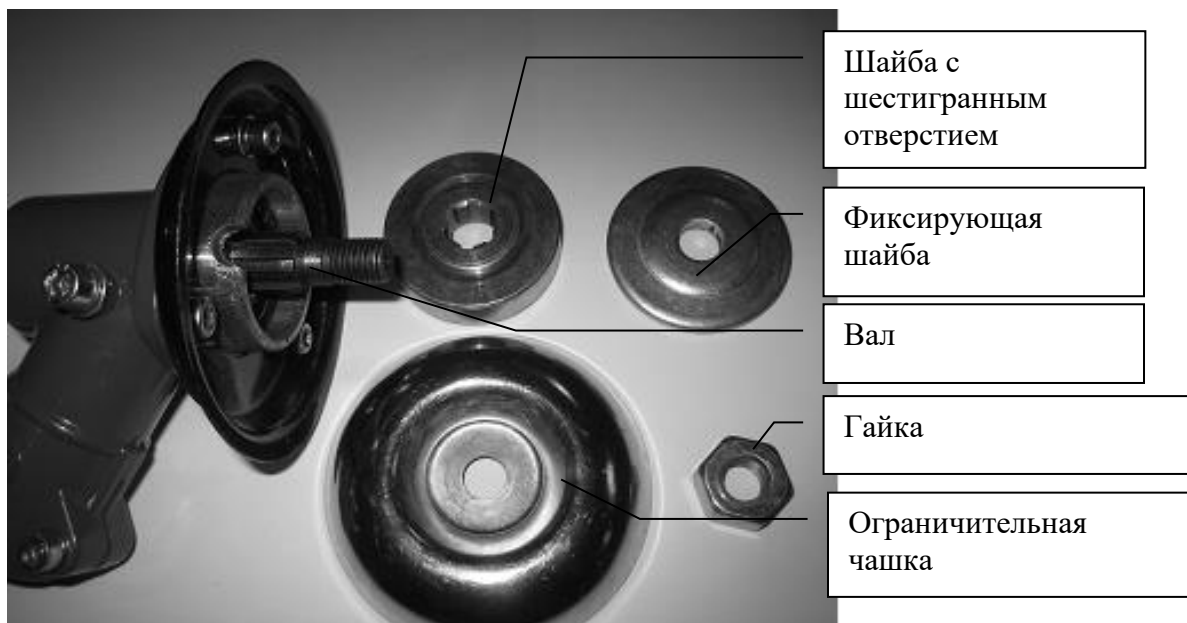 Шайба с
шестигранным
отверстием
Фиксирующая
шайба
Вал
Гайка
Ограничительная
чашка